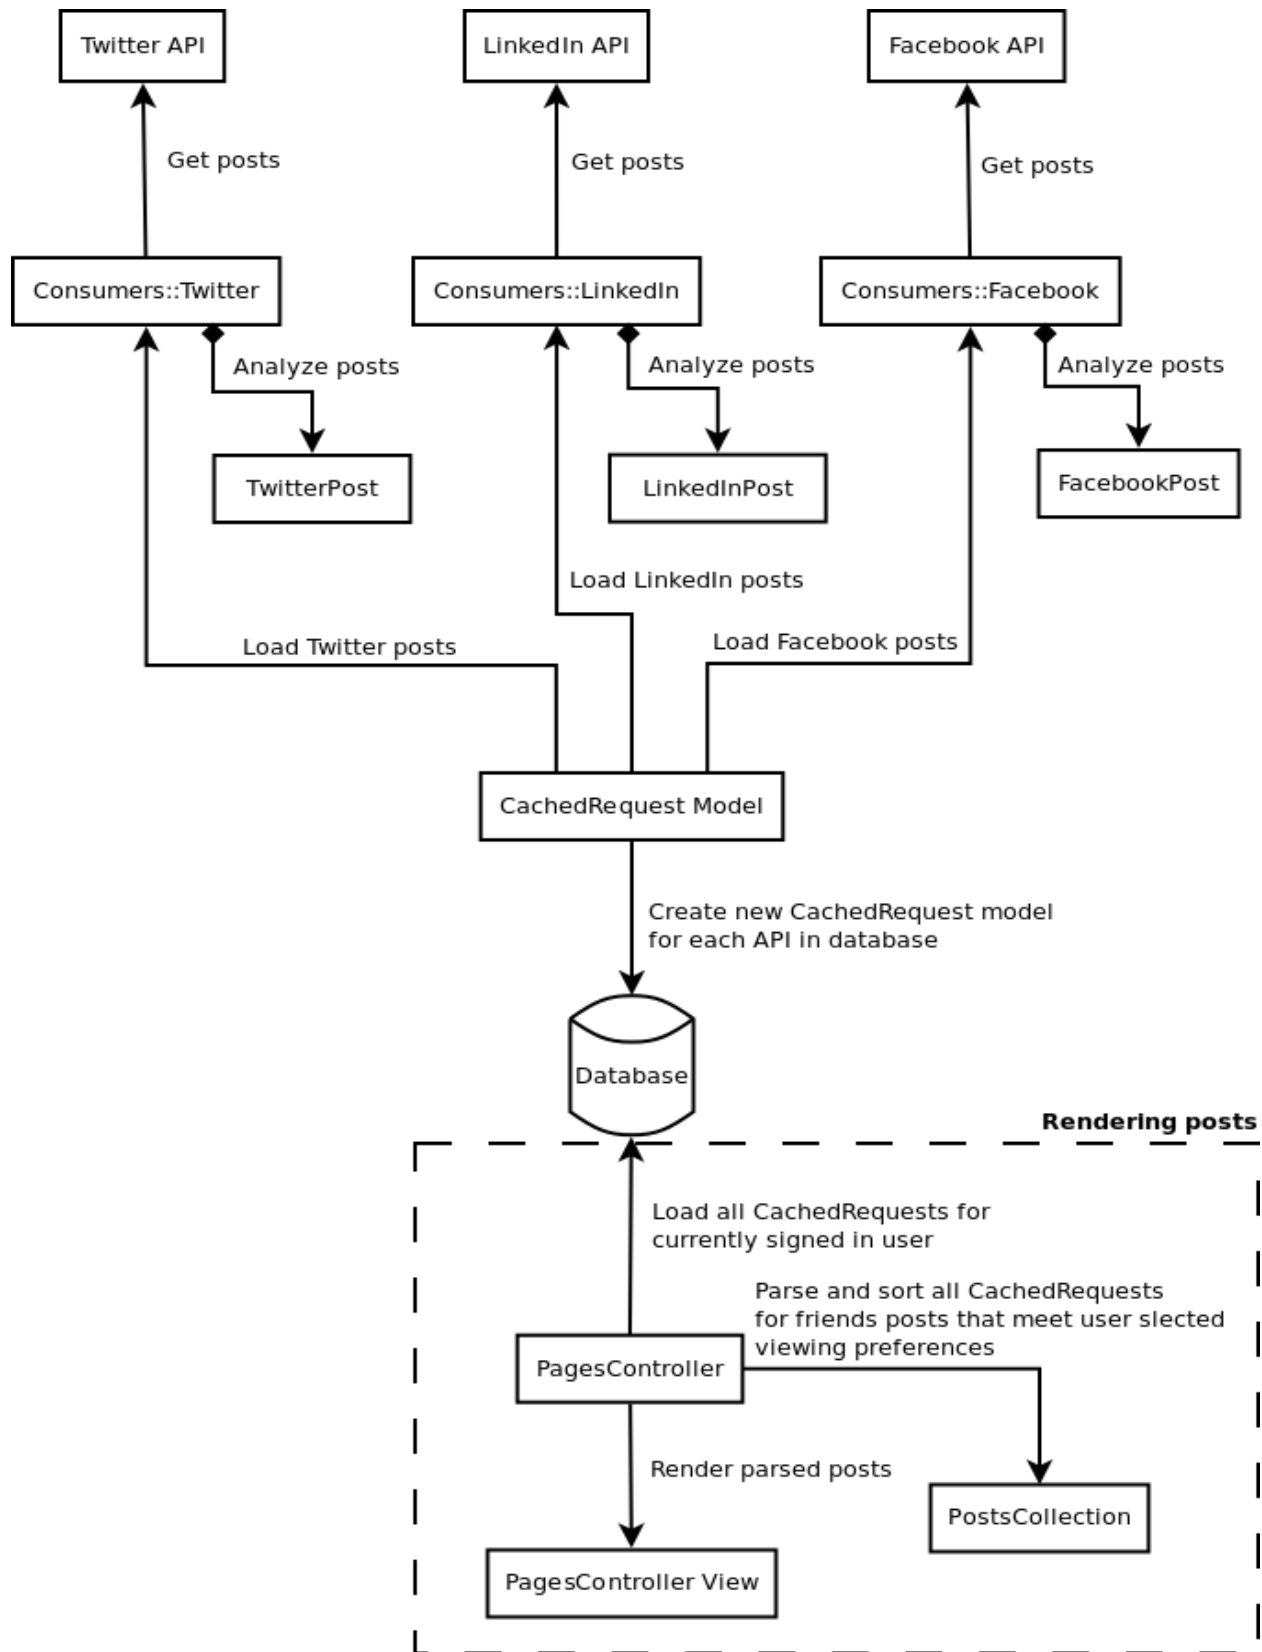 Twitter API
LinkedIn API
Facebook API
Get posts
Get posts
Get posts
Consumers::Twitter
Consumers::LinkedIn
Consumers::Facebook
Analyze posts
Analyze posts
Analyze posts
TwitterPost
LinkedInPost
FacebookPost
Load LinkedIn posts
Load Twitter posts
Load Facebook posts
CachedRequest Model
Create new CachedRequest model
for each API in database
Database
Rendering posts
Load all CachedRequests for
currently signed in user
Parse and sort all CachedRequests
for friends posts that meet user slected
viewing preferences
PagesController
Render parsed posts
PostsCollection
PagesController View